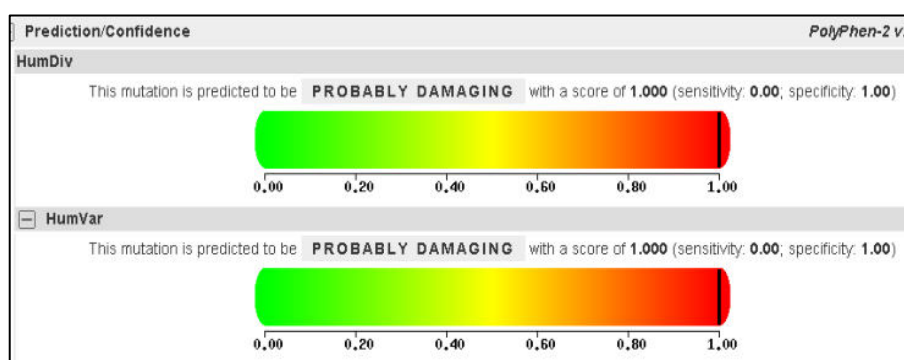 Prediction/Confidence PolyPhen-2 v
HumDiv
This mutation is predicted to be PROBABLY DAMAGING with a score of 1.000 (sensitivity: 0.00; specificity: 1.00)
0.00 0.20 0.40 0.60 0.80 1.00
HumVar
This mutation is predicted to be PROBABLY DAMAGING with a score of 1.000 (sensitivity: 0.00; specificity: 1.00)
0.00 0.20 0.40 0.60 0.80 1.00